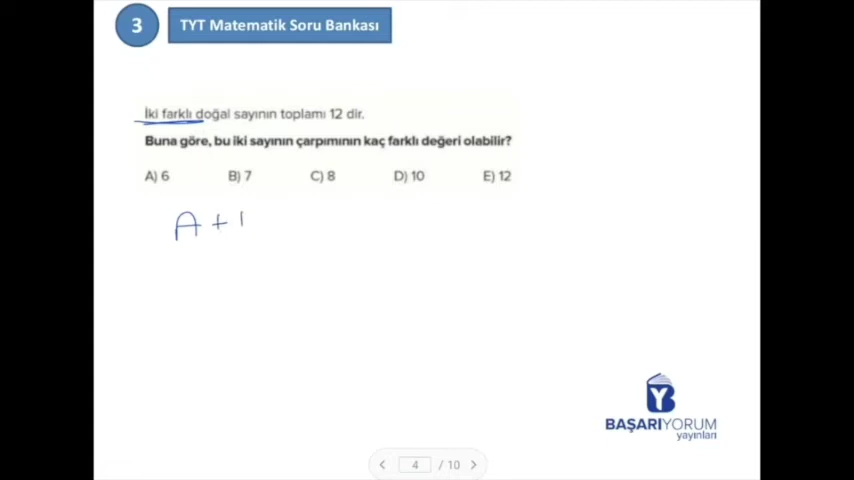 3 TYT Matematik Soru Bankası
İki farklı doğal sayının toplamı 12 dir.
Buna göre, bu iki sayının çarpımının kaç farklı değeri olabilir?
A) 6 B) 7 C) 8 D) 10 E) 12
A + I
BAŞARIYORUM
yayınları
< 4 / 10 >